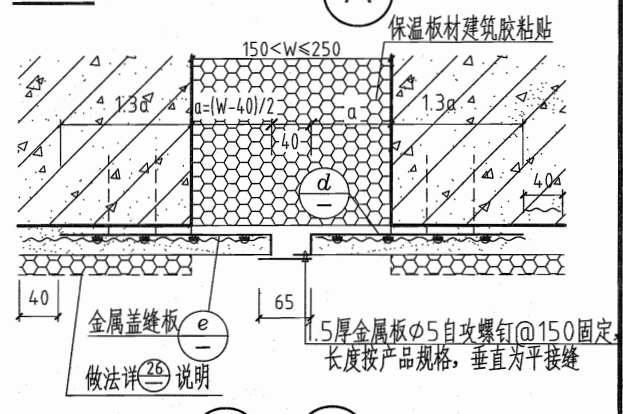 保温板材建筑胶粘贴
150<W≤250
1.3a
a=(W-40)/2
a
1.3a
40
40
d
—
40
65
金属盖缝板
e
—
1.5厚金属板Φ5自攻螺钉@150固定,
长度按产品规格，垂直为平接缝
做法详 26 — 说明